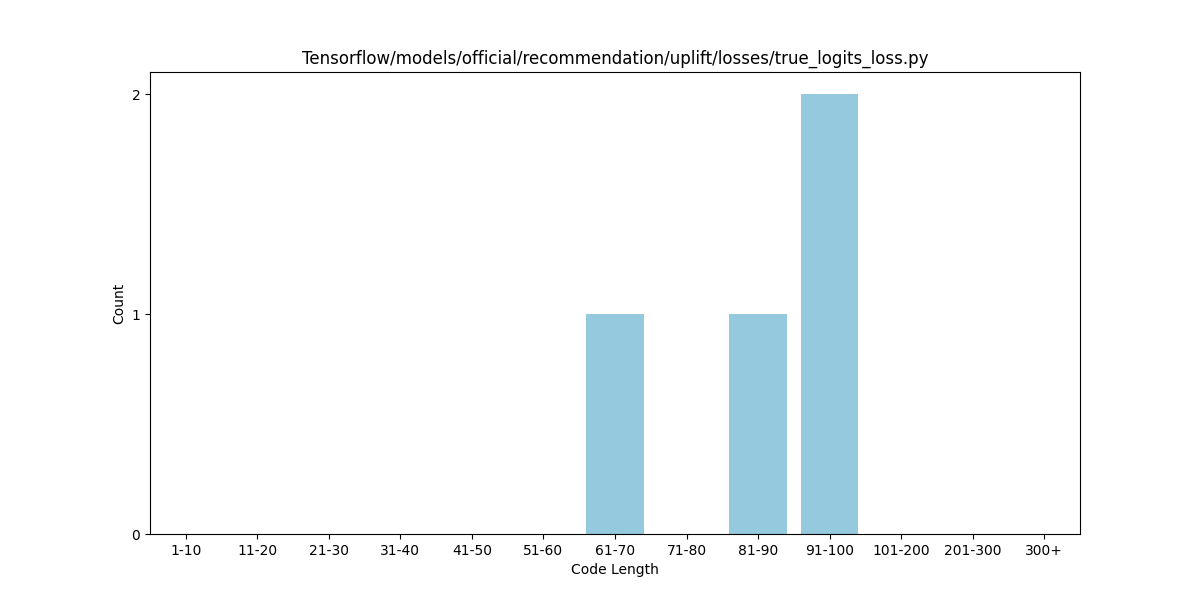 Tensorflow/models/official/recommendation/uplift/losses/true_logits_loss.py
Count
2
1
0
1-10 11-20 21-30 31-40 41-50 51-60 61-70 71-80 81-90 91-100 101-200 201-300 300+
Code Length